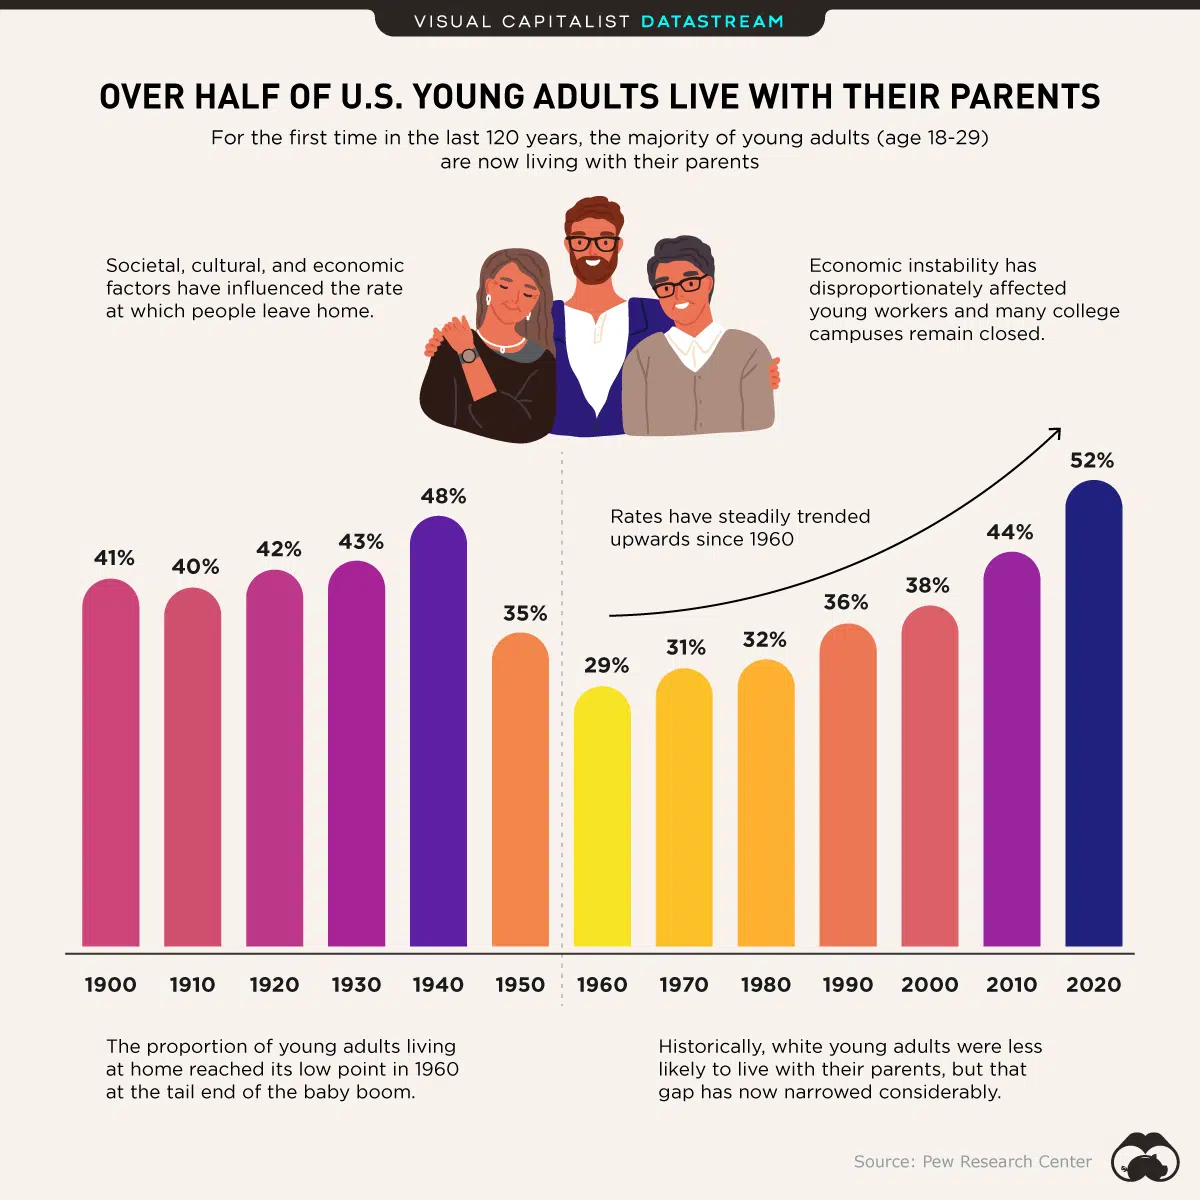 VISUAL CAPITALIST DATASTREAM
OVER HALF OF U.S. YOUNG ADULTS LIVE WITH THEIR PARENTS
For the first time in the last 120 years, the majority of young adults (age 18-29)
are now living with their parents
Societal, cultural, and economic
factors have influenced the rate
at which people leave home.
Economic instability has
disproportionately affected
young workers and many college
campuses remain closed.
Rates have steadily trended
upwards since 1960
41%
40%
42%
43%
48%
35%
29%
31%
32%
36%
38%
44%
52%
1900
1910
1920
1930
1940
1950
1960
1970
1980
1990
2000
2010
2020
The proportion of young adults living
at home reached its low point in 1960
at the tail end of the baby boom.
Historically, white young adults were less
likely to live with their parents, but that
gap has now narrowed considerably.
Source: Pew Research Center